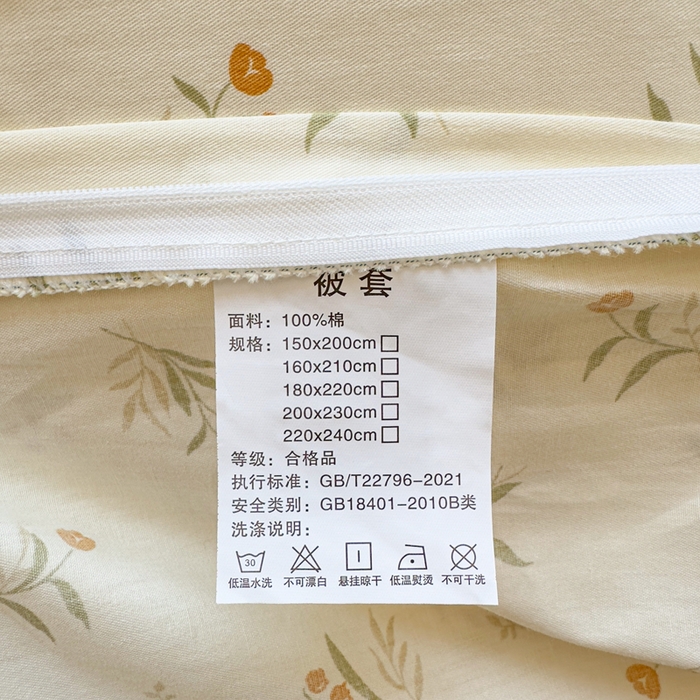 被套
面料：100%棉
规格：150x200cm□
160x210cm□
180x220cm□
200x230cm□
220x240cm□
等级：合格品
执行标准：GB/T22796-2021
安全类别：GB18401-2010B类
洗涤说明：
30
低温水洗 不可漂白 悬挂晾干 低温熨烫 不可干洗